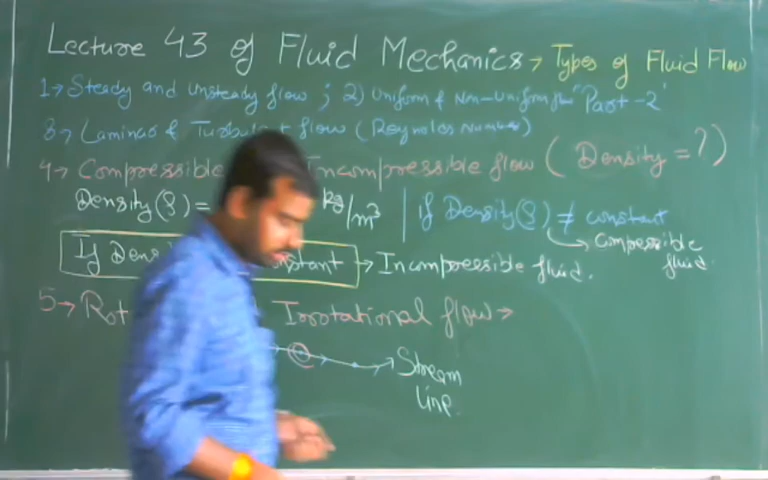 Lecture 43 of Fluid Mechanics → Types of Fluid Flow
1→ Steady and unsteady flow ; 2) Uniform & Non-uniform flow "Part-2"
3→ Laminar & Turbulent flow (Reynolds Number)
4→ Compressible Incompressible flow ( Density = ? )
Density (ρ) = kg/m³ | if Density (ρ) ≠ constant
→ Compressible fluid.
If constant → Incompressible fluid.
5→ Irrotational flow →
→ Stream
line.